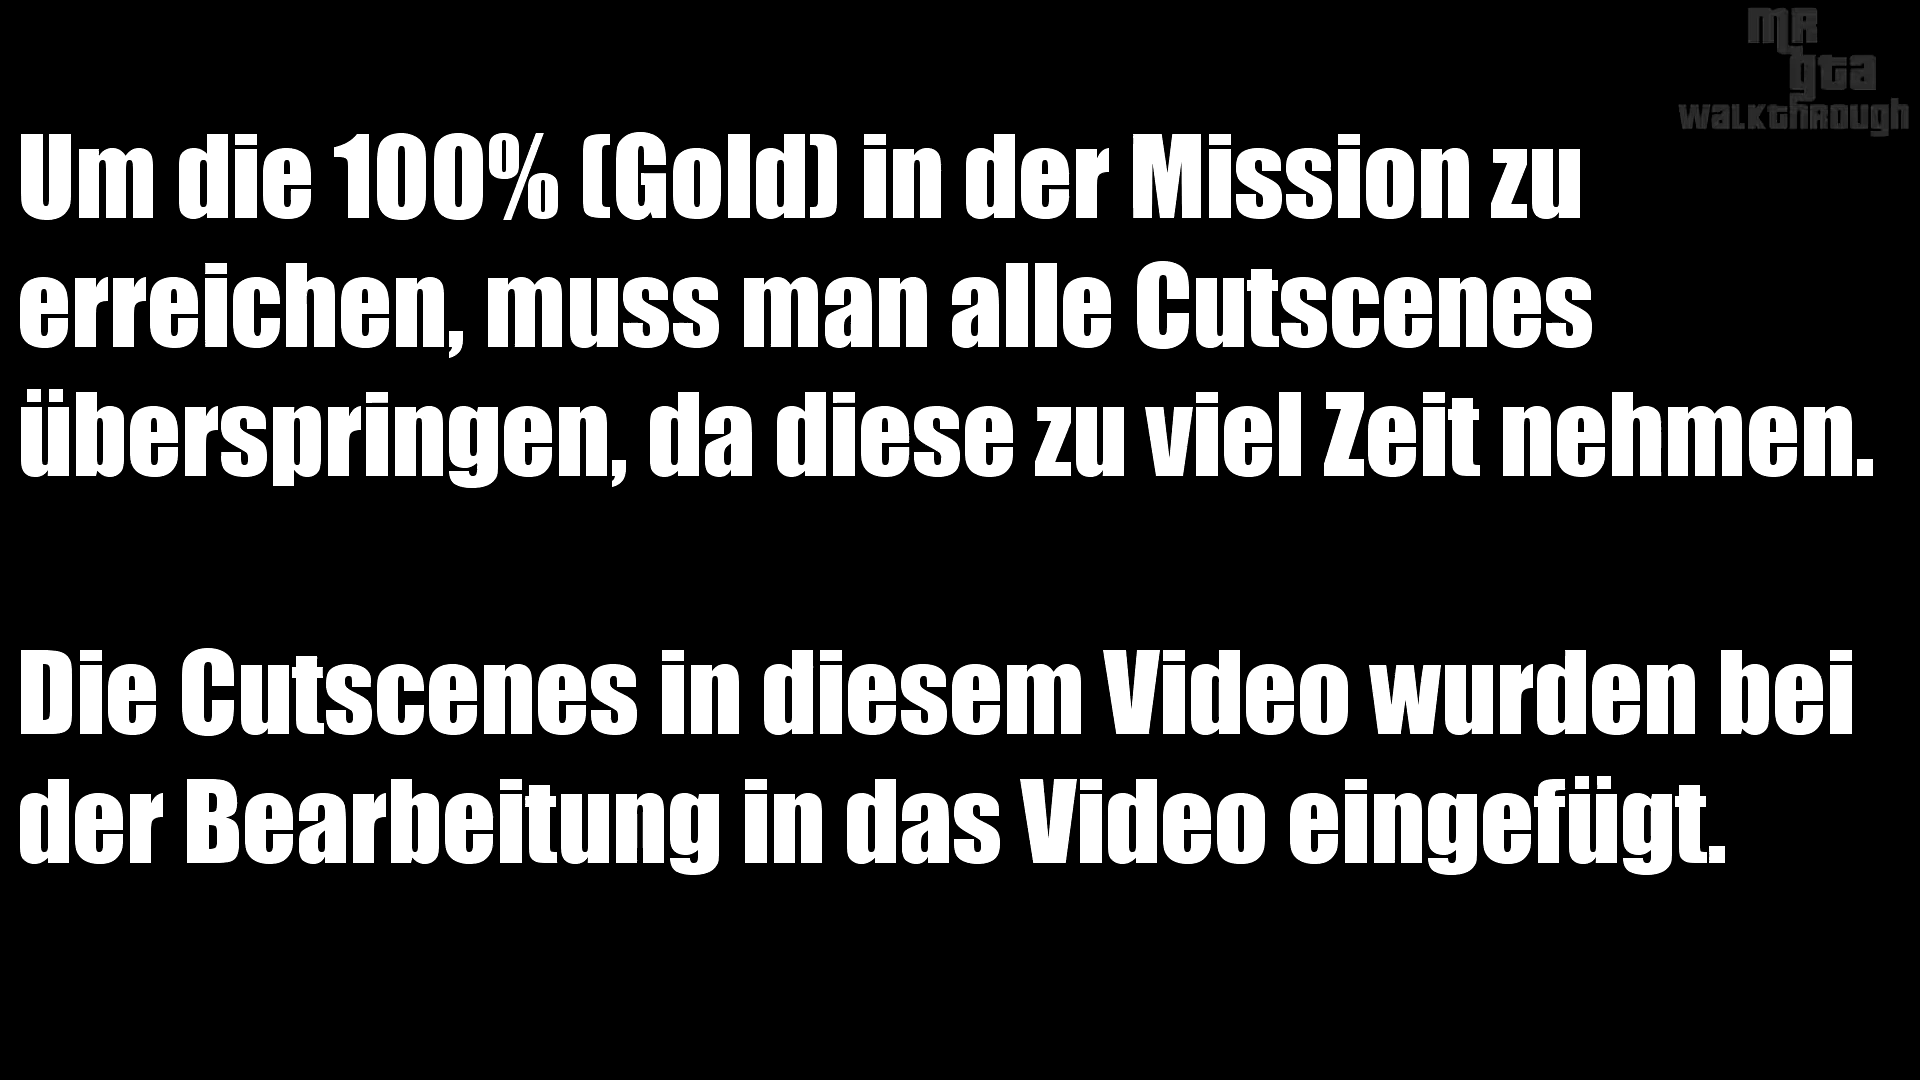 MR
gta
walkthrough
Um die 100% (Gold) in der Mission zu
erreichen, muss man alle Cutscenes
überspringen, da diese zu viel Zeit nehmen.
Die Cutscenes in diesem Video wurden bei
der Bearbeitung in das Video eingefügt.